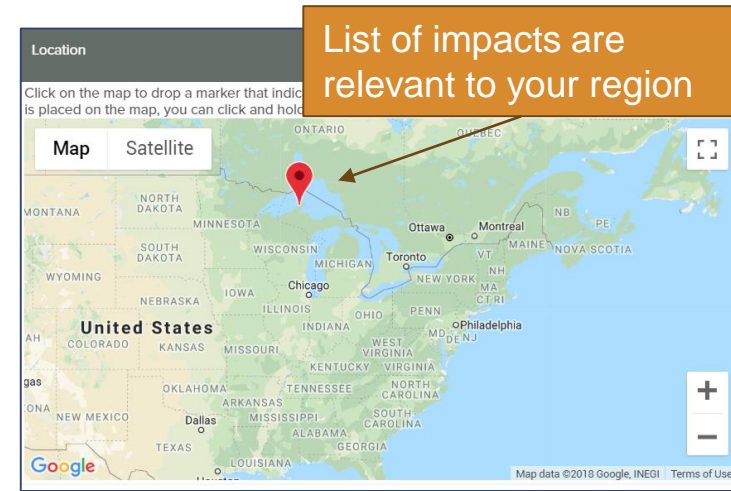 List of impacts are
relevant to your region
Location
Click on the map to drop a marker that indic
is placed on the map, you can click and hold
Map
Satellite
ONTARIO
QUEBEC
MONTANA
NORTH
DAKOTA
MINNESOTA
Ottawa
Montreal
NB
PE
SOUTH
DAKOTA
WISCONSIN
MICHIGAN
Toronto
VT
MAINE
NOVA SCOTIA
WYOMING
NEW YORK
NH
MA
CT RI
Chicago
IOWA
NEBRASKA
ILLINOIS
OHIO
PENN
INDIANA
Philadelphia
United States
MD
DE
NJ
AH
COLORADO
KANSAS
MISSOURI
WEST
VIRGINIA
KENTUCKY
VIRGINIA
gas
OKLAHOMA
TENNESSEE
NORTH
CAROLINA
ONA
NEW MEXICO
ARKANSAS
Dallas
MISSISSIPPI
SOUTH
CAROLINA
ALABAMA
TEXAS
GEORGIA
LOUISIANA
Google
Map data ©2018 Google, INEGI
Terms of Use